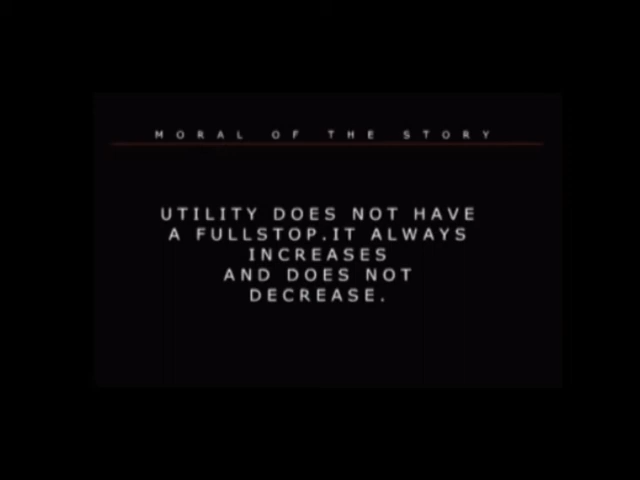 MORAL OF THE STORY
UTILITY DOES NOT HAVE
A FULLSTOP.IT ALWAYS
INCREASES
AND DOES NOT
DECREASE.